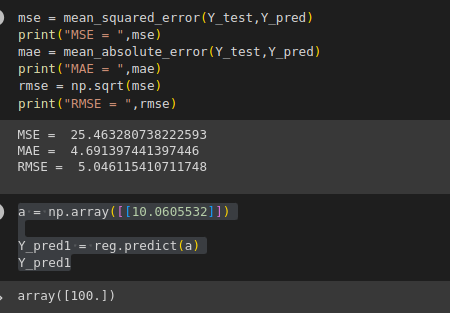 mse = mean_squared_error(Y_test,Y_pred)
print("MSE = ",mse)
mae = mean_absolute_error(Y_test,Y_pred)
print("MAE = ",mae)
rmse = np.sqrt(mse)
print("RMSE = ",rmse)
MSE =  25.463280738222593
MAE =  4.691397441397446
RMSE =  5.046115410711748
a = np.array([[10.0605532]])
Y_pred1 = reg.predict(a)
Y_pred1
array([100.])